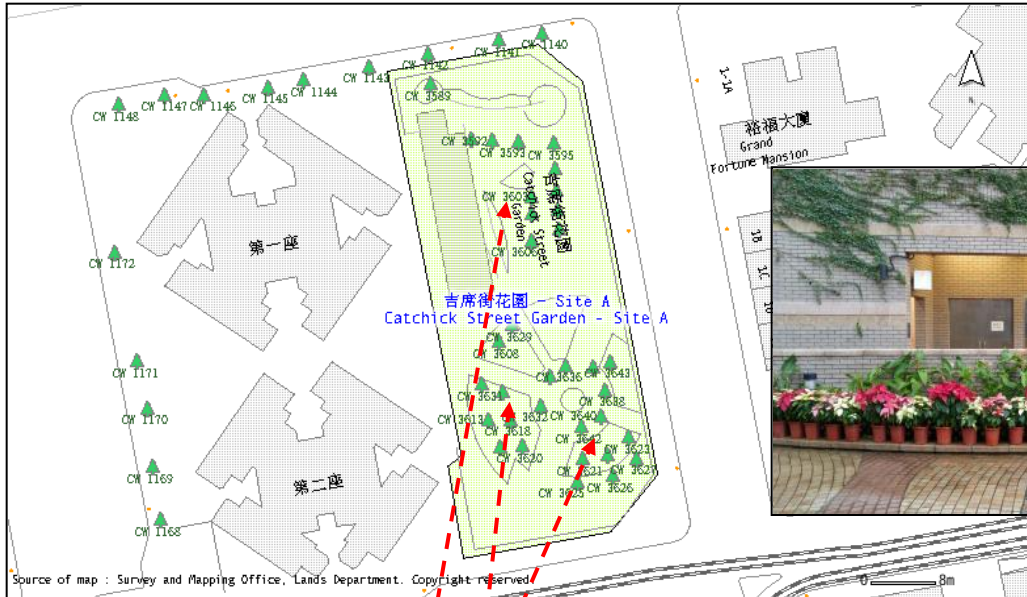 CW 1140
CW 1141
CW 1142
CW 1143
CW 1144
CW 1145
CW 1146
CW 1147
CW 1148
CW 3589
CW 3592
CW 3593
CW 3595
1-1A
裕福大廈
Grand
Fortune Mansion
CW 3603
吉席街花園
Catchick Street
Garden
CW 3606
第一座
CW 1172
1B
1C
吉席街花園 - Site A
Catchick Street Garden - Site A
CW 3629
CW 3608
CW 1171
CW 3636
CW 3643
CW 3631
CW 3638
CW 1170
CW 3613
CW 3632
CW 3640
CW 3618
CW 3642
CW 3620
CW 3623
CW 1169
CW 3621
CW 3627
第二座
CW 3625
CW 3626
CW 1168
N
Source of map : Survey and Mapping Office, Lands Department. Copyright reserved
0 8m